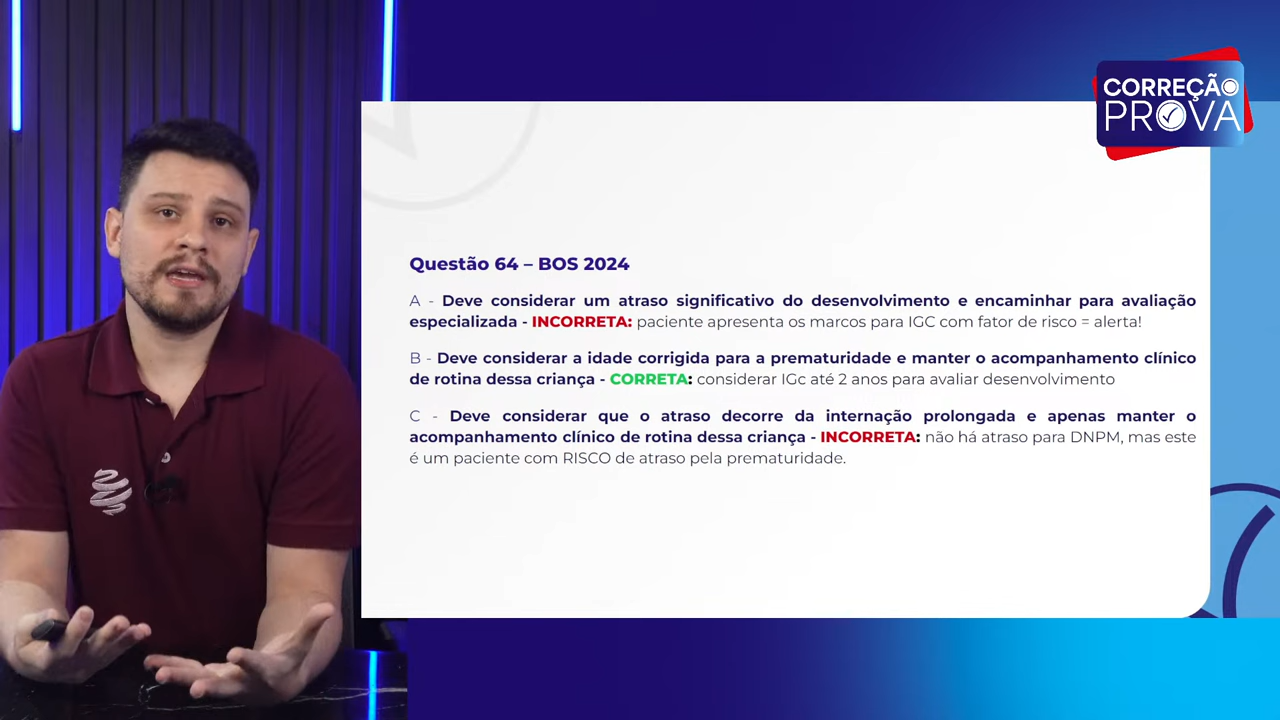 CORREÇÃO
PROVA
Questão 64 – BOS 2024
A - Deve considerar um atraso significativo do desenvolvimento e encaminhar para avaliação
especializada - INCORRETA: paciente apresenta os marcos para IGC com fator de risco = alerta!
B - Deve considerar a idade corrigida para a prematuridade e manter o acompanhamento clínico
de rotina dessa criança - CORRETA: considerar IGc até 2 anos para avaliar desenvolvimento
C - Deve considerar que o atraso decorre da internação prolongada e apenas manter o
acompanhamento clínico de rotina dessa criança - INCORRETA: não há atraso para DNPM, mas este
é um paciente com RISCO de atraso pela prematuridade.